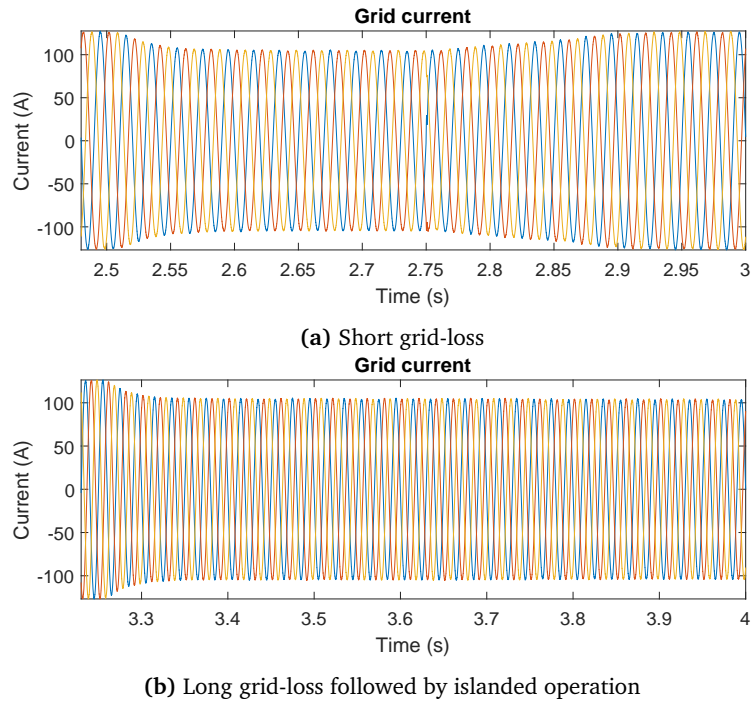 Grid current
100
50
0
-50
-100
Current (A)
2.5 2.55 2.6 2.65 2.7 2.75 2.8 2.85 2.9 2.95 3
Time (s)
(a) Short grid-loss
Grid current
100
50
0
-50
-100
Current (A)
3.3 3.4 3.5 3.6 3.7 3.8 3.9 4
Time (s)
(b) Long grid-loss followed by islanded operation